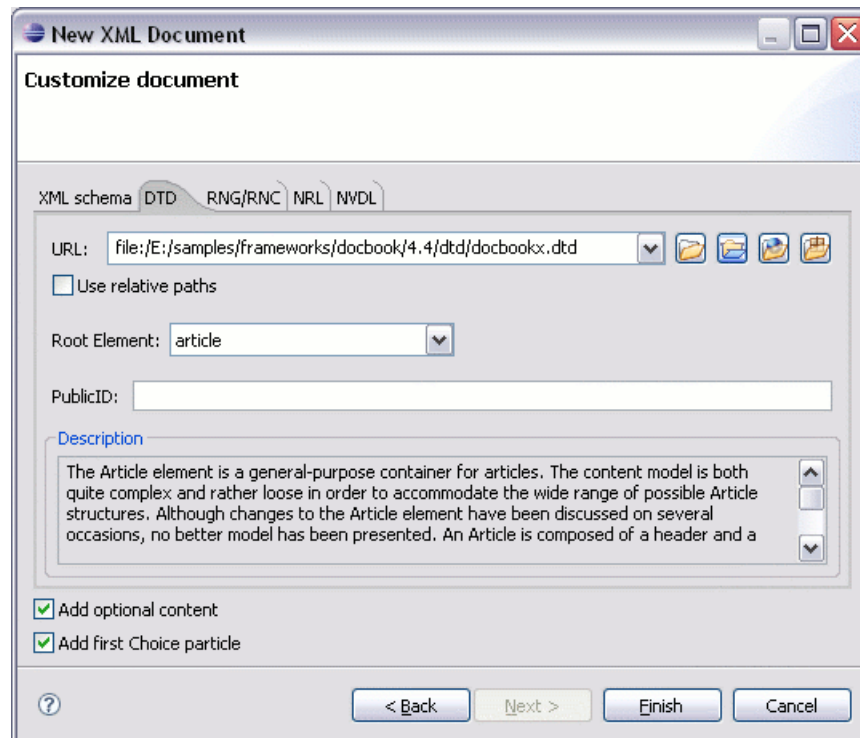 New XML Document
Customize document
XML schema DTD RNG/RNC NRL NVDL
URL: file:/E:/samples/frameworks/docbook/4.4/dtd/docbookx.dtd
Use relative paths
Root Element: article
PublicID:
Description
The Article element is a general-purpose container for articles. The content model is both
quite complex and rather loose in order to accommodate the wide range of possible Article
structures. Although changes to the Article element have been discussed on several
occasions, no better model has been presented. An Article is composed of a header and a
Add optional content
Add first Choice particle
? < Back Next > Finish Cancel